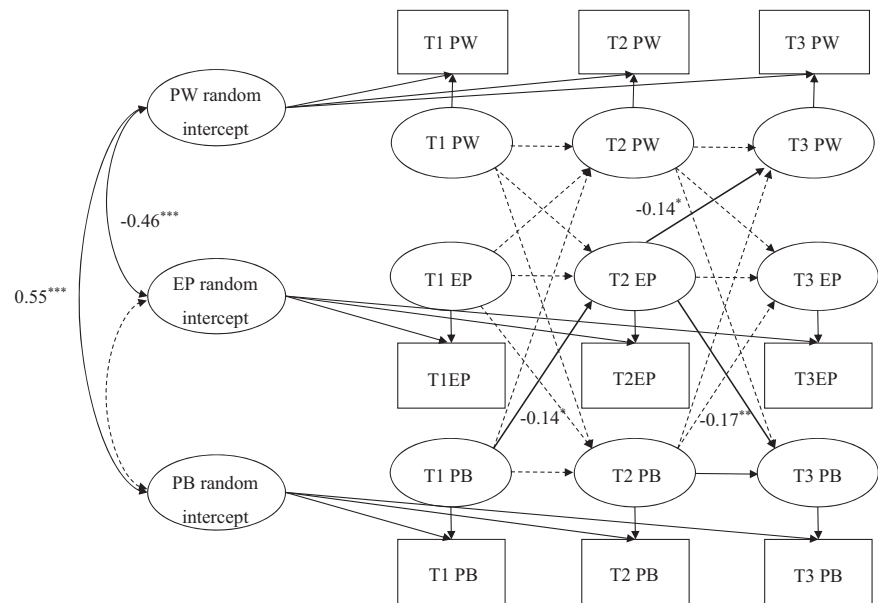 T1 PW
T2 PW
T3 PW
PW random
intercept
T1 PW
T2 PW
T3 PW
-0.14*
-0.46***
0.55***
EP random
intercept
T1 EP
T2 EP
T3 EP
T1EP
T2EP
T3EP
-0.14*
-0.17**
PB random
intercept
T1 PB
T2 PB
T3 PB
T1 PB
T2 PB
T3 PB